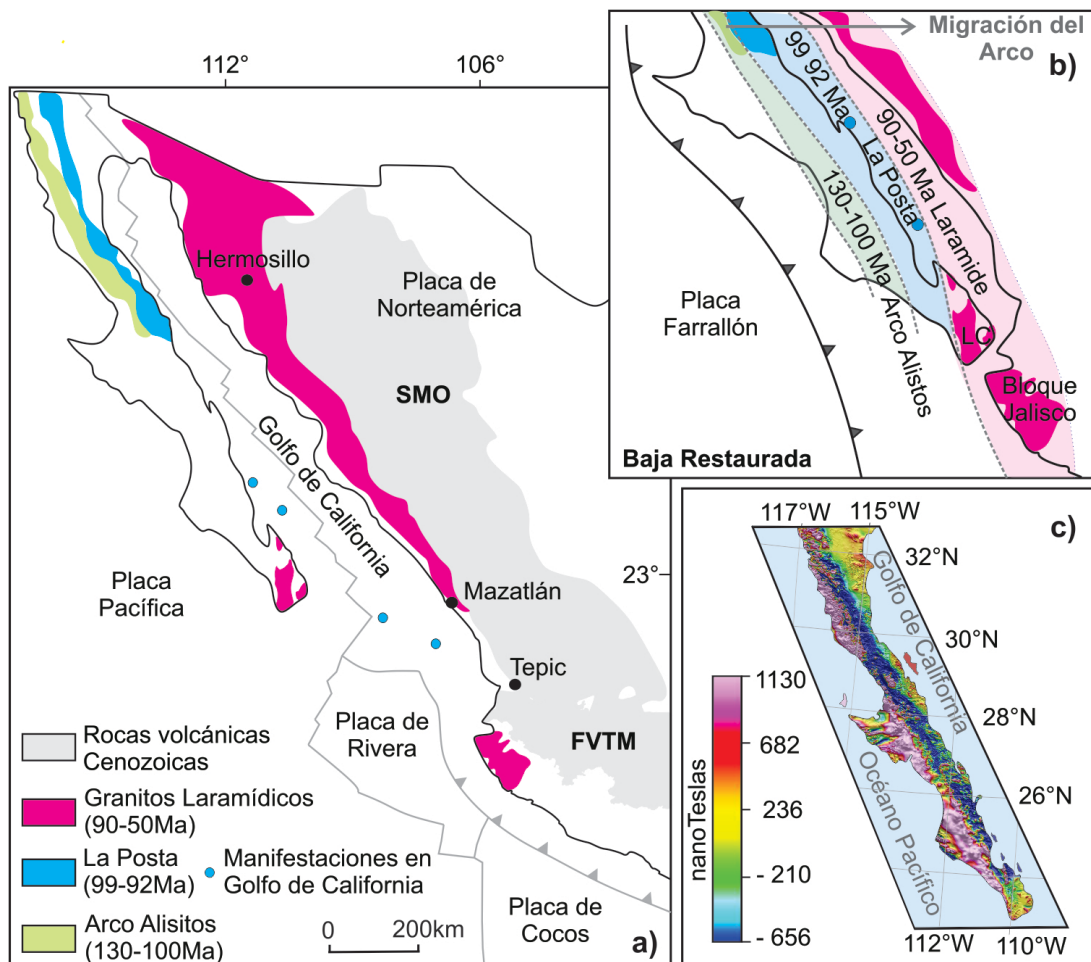 112°
106°
Hermosillo
Placa de
Norteamérica
SMO
Golfo de California
Placa
Pacífica
23°
Mazatlán
Tepic
Placa de
Rivera
FVTM
Placa de
Cocos
Rocas volcánicas
Cenozoicas
Granitos Laramídicos
(90-50Ma)
La Posta
(99-92Ma)
Manifestaciones en
Golfo de California
Arco Alisitos
(130-100Ma)
0 200km
a)
Migración del
Arco
b)
99 92 Ma
La Posta
90-50 Ma Laramide
130-100 Ma Arco Alistos
Placa
Farrallón
LC
Bloque
Jalisco
Baja Restaurada
c)
117°W 115°W
32°N
30°N
28°N
26°N
Golfo de California
Océano Pacífico
112°W 110°W
nanoTeslas
1130
682
236
- 210
- 656